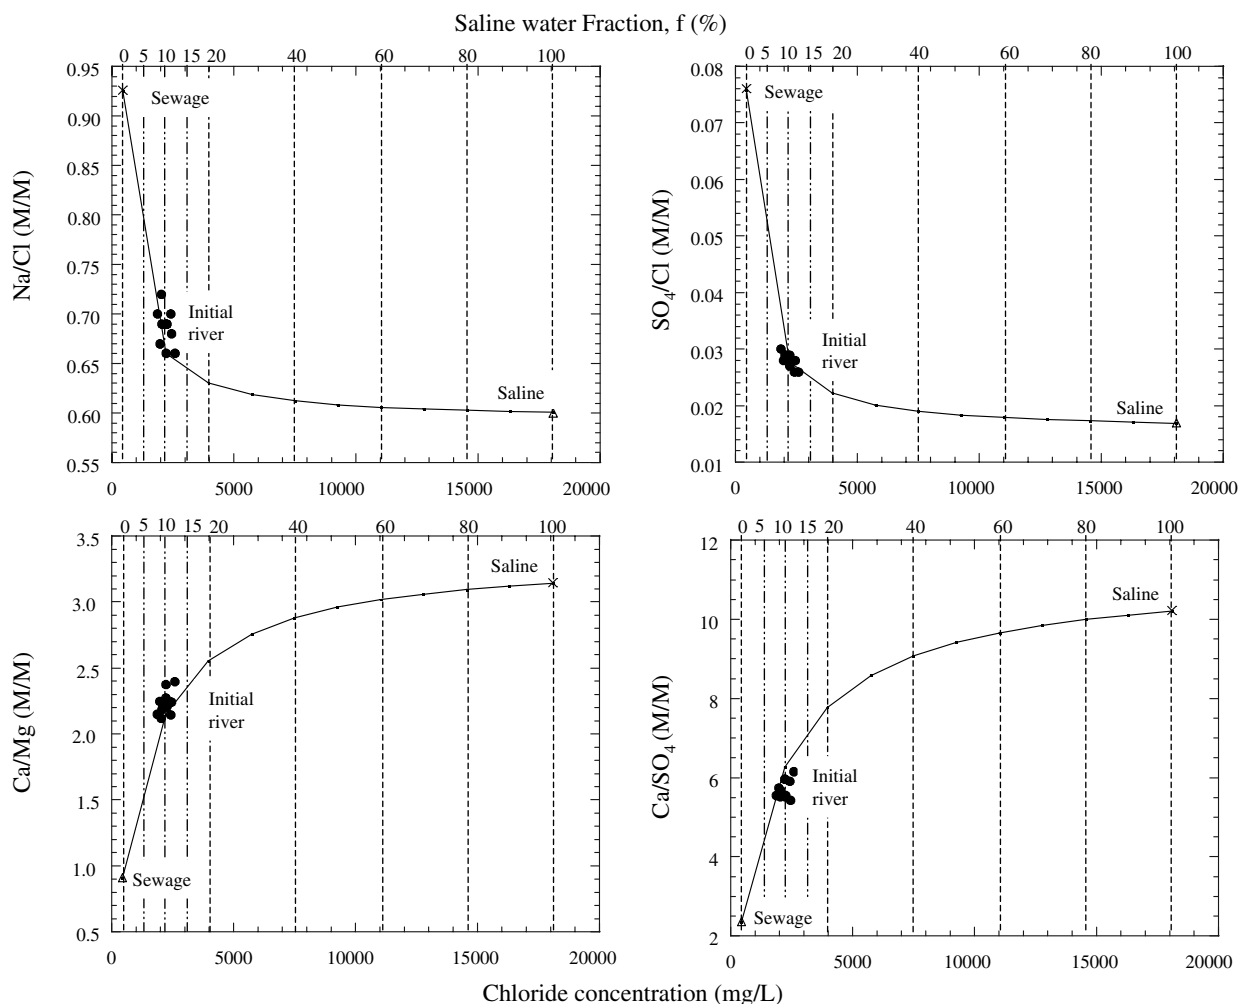 Saline water Fraction, f (%)
0 5 10 15 20 40 60 80 100
0.95
0.90
0.85
0.80
0.75
0.70
0.65
0.60
0.55
Na/Cl (M/M)
Sewage
Initial
river
Saline
0 5000 10000 15000 20000
0 5 10 15 20 40 60 80 100
0.08
0.07
0.06
0.05
0.04
0.03
0.02
0.01
SO4/Cl (M/M)
Sewage
Initial
river
Saline
0 5000 10000 15000 20000
0 5 10 15 20 40 60 80 100
3.5
3.0
2.5
2.0
1.5
1.0
0.5
Ca/Mg (M/M)
Saline
Initial
river
Sewage
0 5000 10000 15000 20000
0 5 10 15 20 40 60 80 100
12
10
8
6
4
2
Ca/SO4 (M/M)
Saline
Initial
river
Sewage
0 5000 10000 15000 20000
Chloride concentration (mg/L)